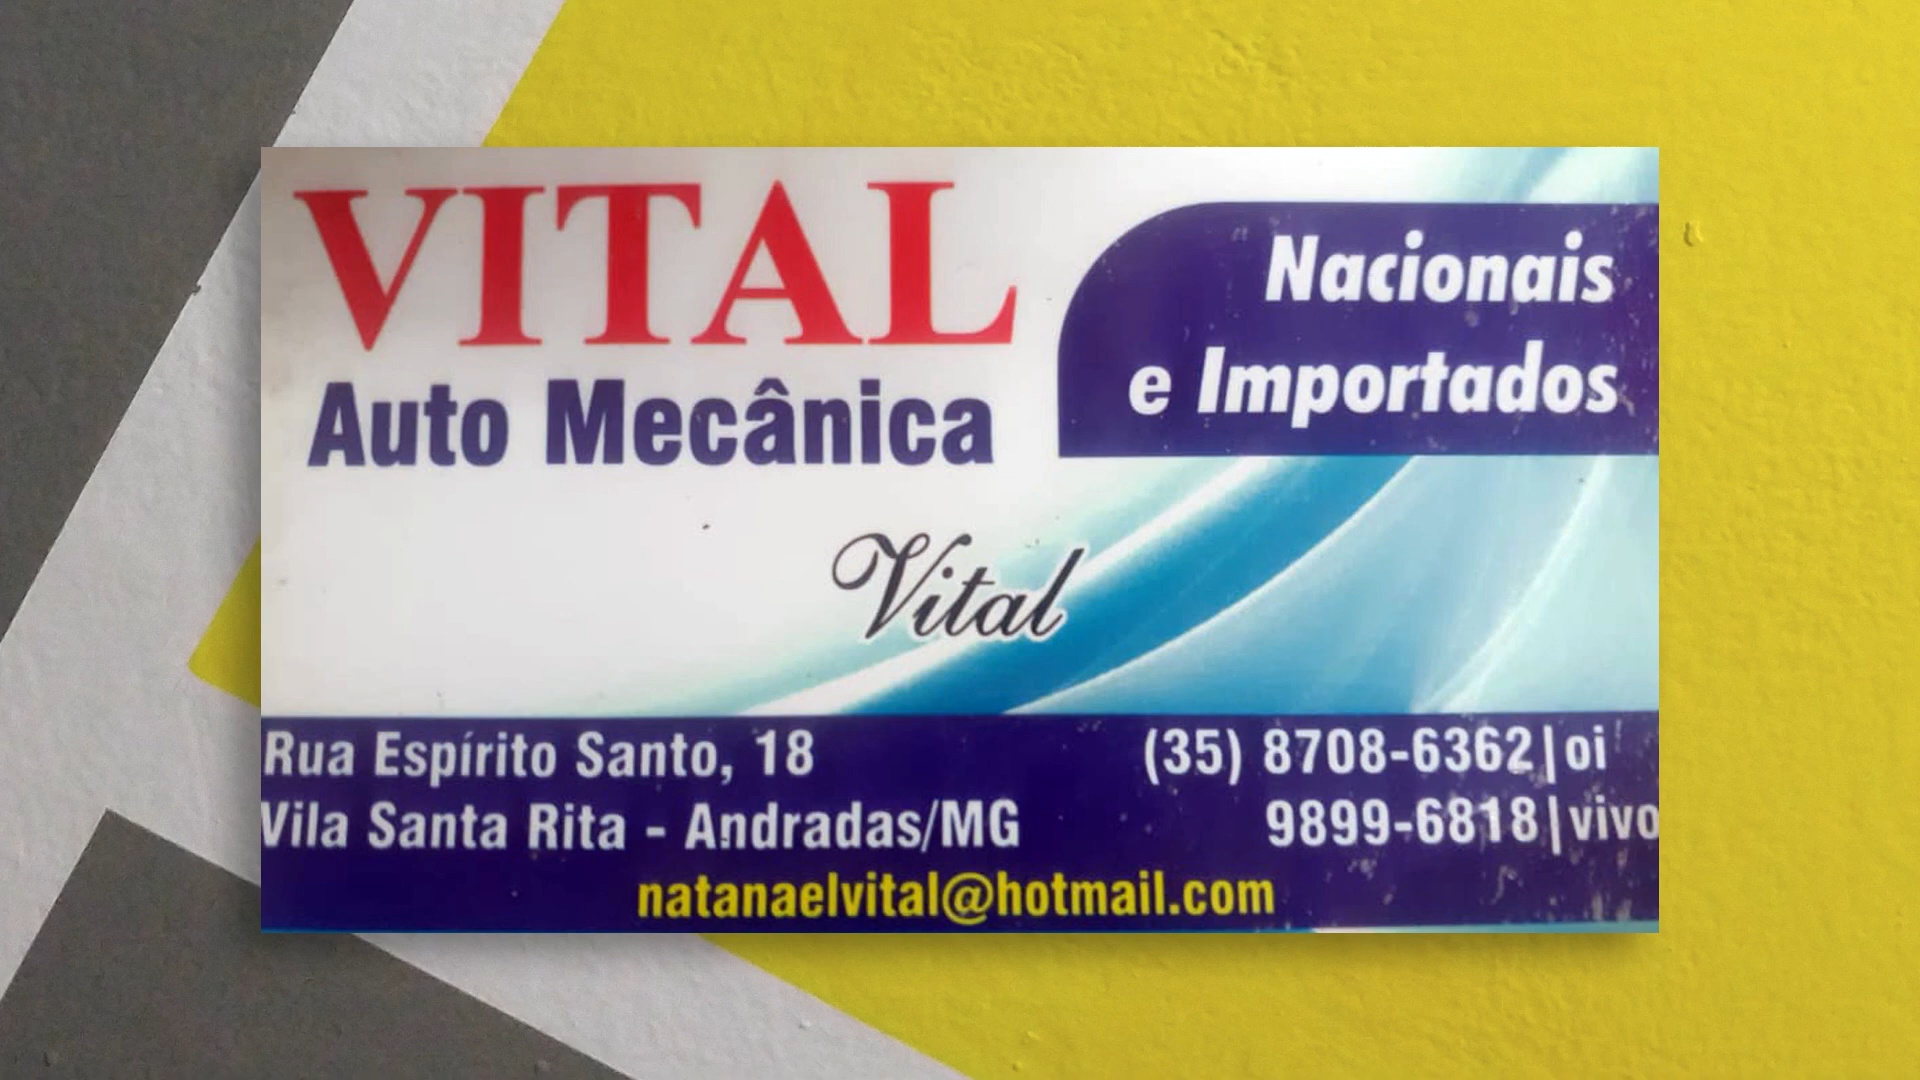 VITAL
Auto Mecânica
Nacionais
e Importados
Vital
Rua Espírito Santo, 18
Vila Santa Rita - Andradas/MG
(35) 8708-6362|oi
9899-6818|vivo
natanaelvital@hotmail.com